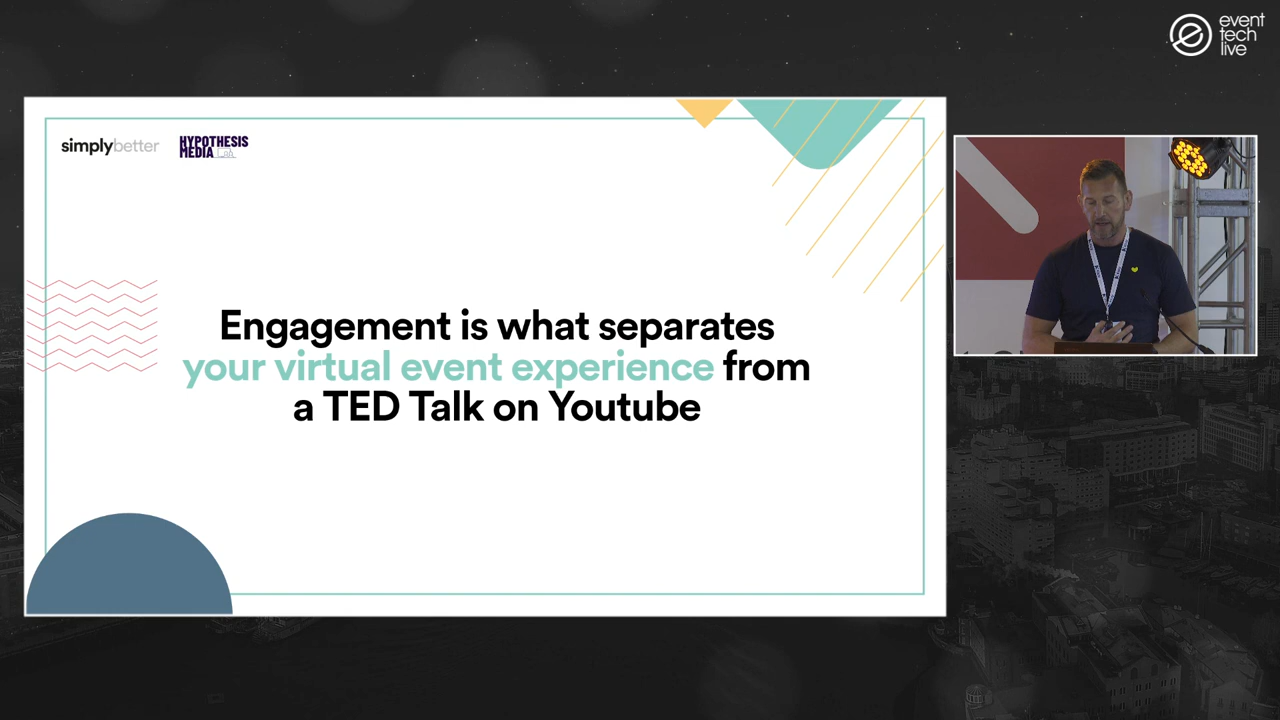 event
tech
live
simplybetter
HYPOTHESIS
MEDIA Lab
Engagement is what separates
your virtual event experience from
a TED Talk on Youtube